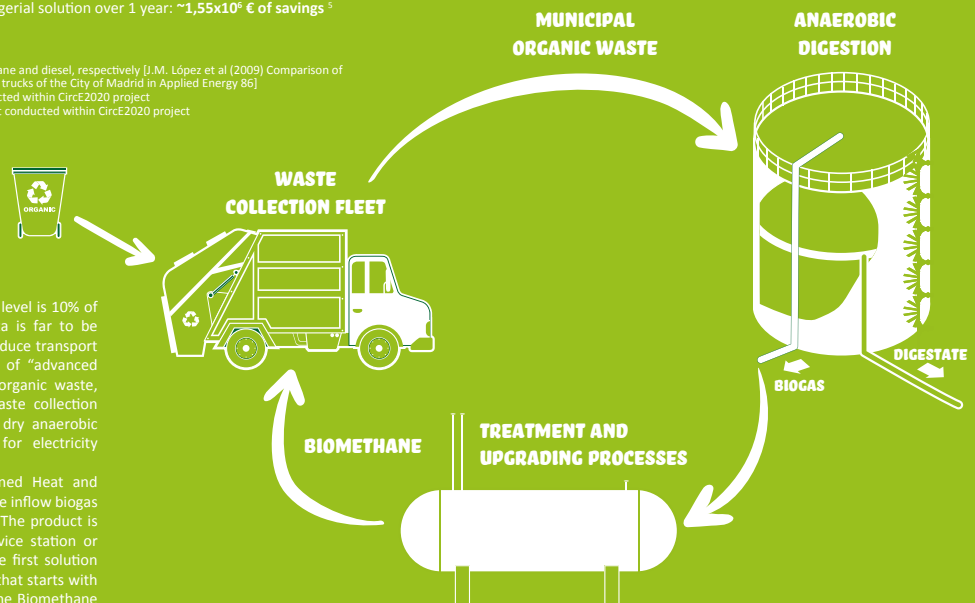 gerial solution over 1 year: ~1,55x10⁶ € of savings ⁵
ane and diesel, respectively [J.M. López et al (2009) Comparison of
trucks of the City of Madrid in Applied Energy 86]
cted within CircE2020 project
t conducted within CircE2020 project
MUNICIPAL
ORGANIC WASTE
ANAEROBIC
DIGESTION
ORGANIC
WASTE
COLLECTION FLEET
level is 10% of
a is far to be
duce transport
of “advanced
organic waste,
aste collection
dry anaerobic
for electricity
ned Heat and
e inflow biogas
The product is
vice station or
e first solution
that starts with
ne Biomethane
DIGESTATE
BIOGAS
BIOMETHANE
TREATMENT AND
UPGRADING PROCESSES